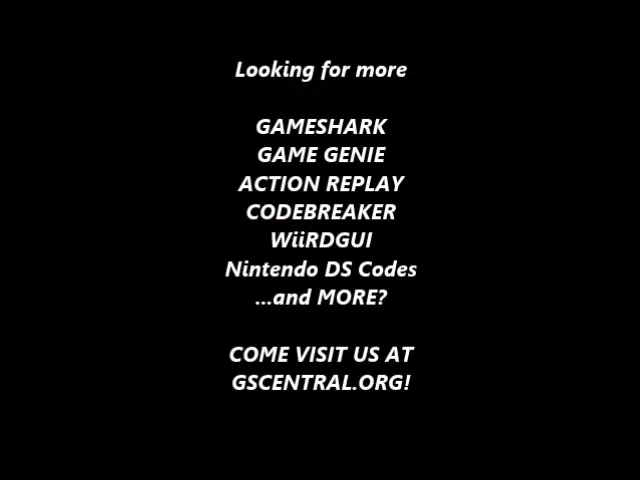 Looking for more
GAMESHARK
GAME GENIE
ACTION REPLAY
CODEBREAKER
WiiRDGUI
Nintendo DS Codes
...and MORE?
COME VISIT US AT
GSCENTRAL.ORG!